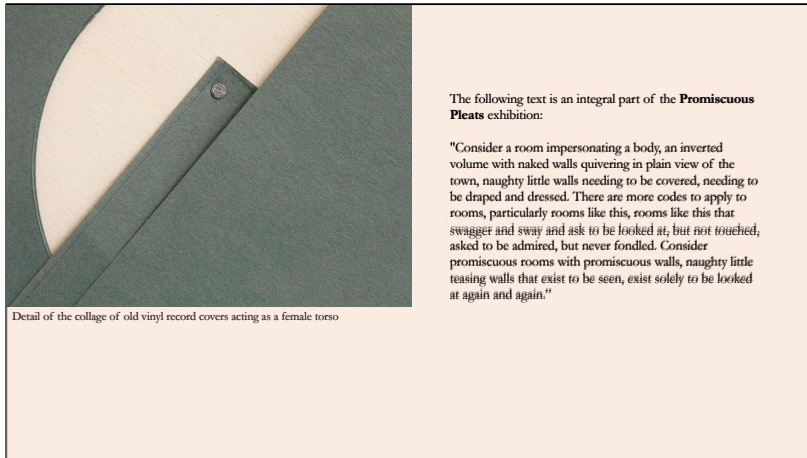 The following text is an integral part of the Promiscuous
Pleats exhibition:
"Consider a room impersonating a body, an inverted
volume with naked walls quivering in plain view of the
town, naughty little walls needing to be covered, needing to
be draped and dressed. There are more codes to apply to
rooms, particularly rooms like this, rooms like this that
swagger and sway and ask to be looked at, but not touched,
asked to be admired, but never fondled. Consider
promiscuous rooms with promiscuous walls, naughty little
teasing walls that exist to be seen, exist solely to be looked
at again and again.”
Detail of the collage of old vinyl record covers acting as a female torso